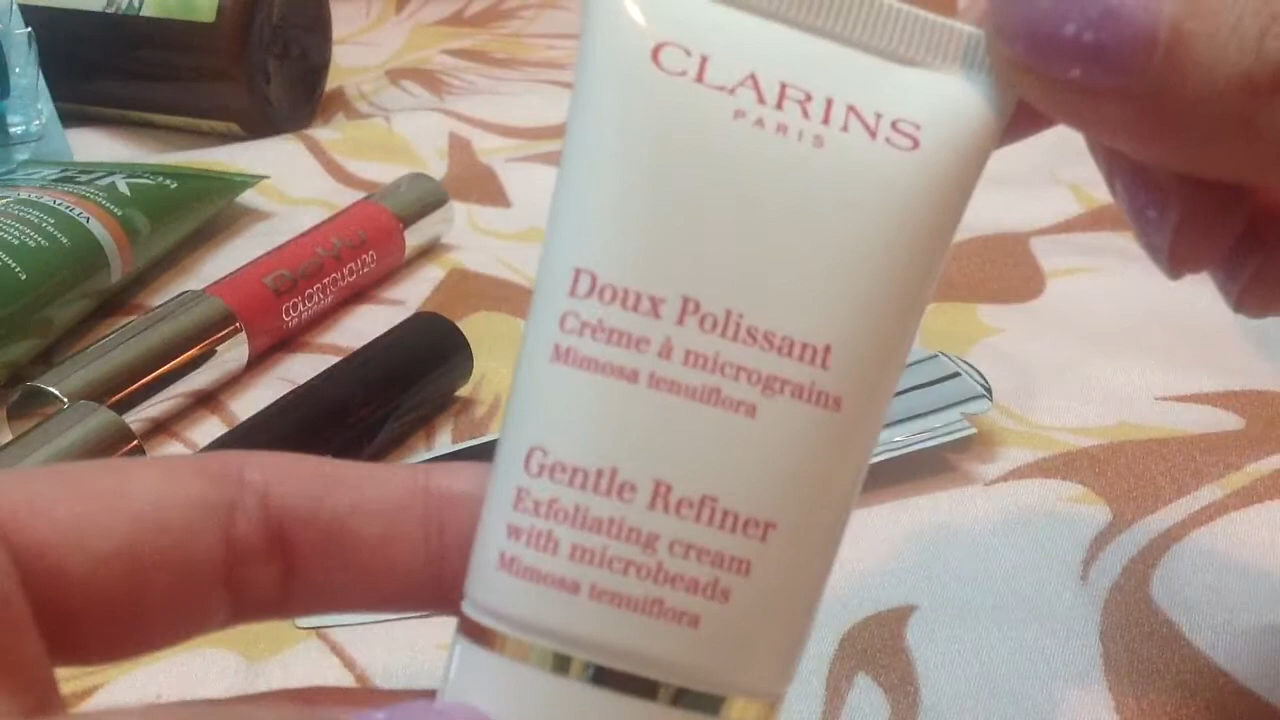 CLARINS
PARIS
Doux Polissant
Crème à micrograins
Mimosa tenuiflora
Gentle Refiner
Exfoliating cream
with microbeads
Mimosa tenuiflora
BeYu
COLOR TOUCH 20